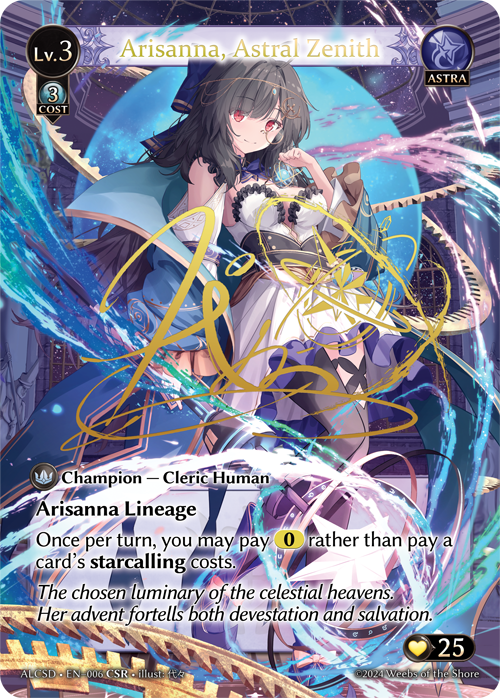 Lv.3
Arisanna, Astral Zenith
ASTRA
3
COST
Champion — Cleric Human
Arisanna Lineage
Once per turn, you may pay 0 rather than pay a
card's starcalling costs.
The chosen luminary of the celestial heavens.
Her advent fortells both devestation and salvation.
25
ALCSD • EN-006 CSR • illust: 代々
©2024 Weebs of the Shore